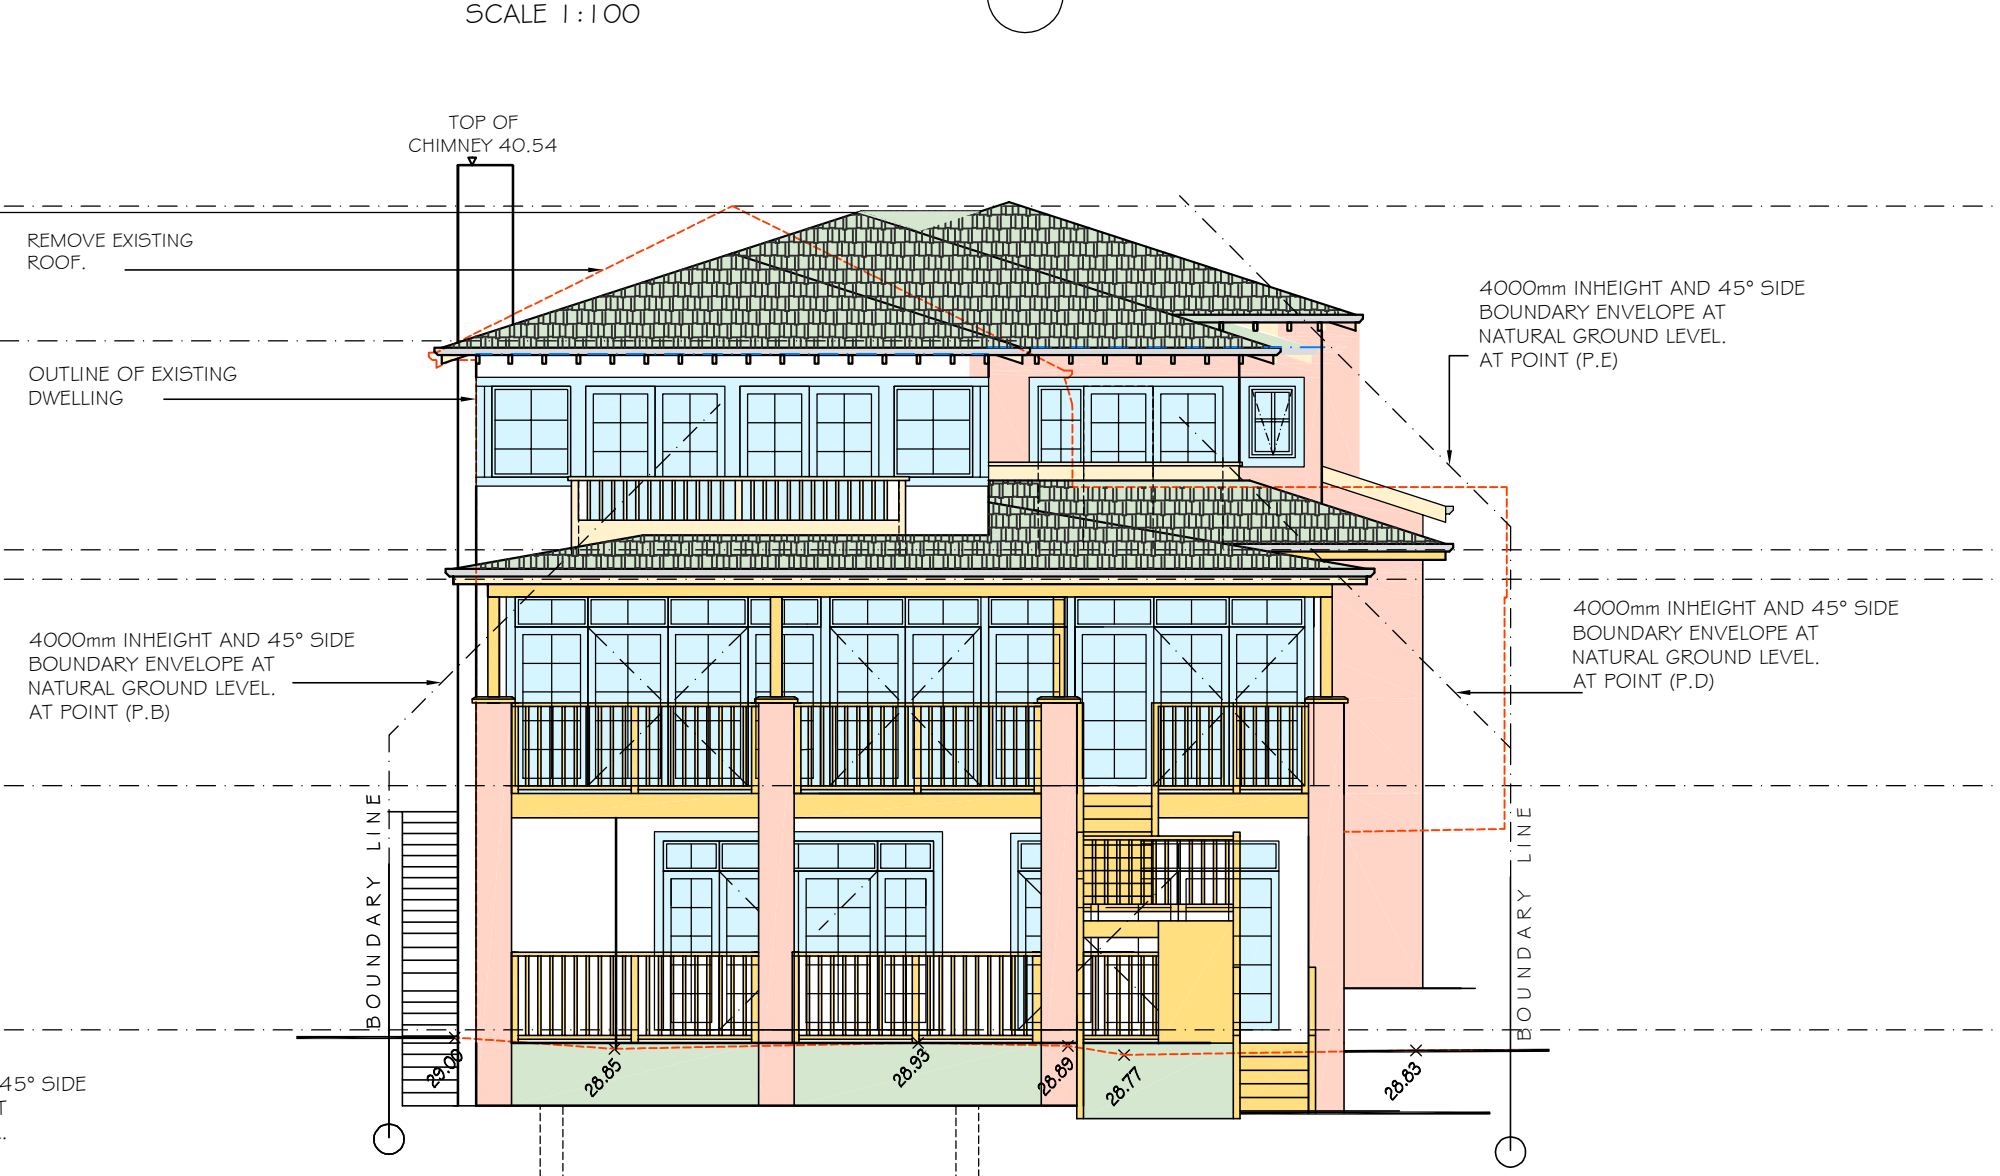 SCALE 1:100
TOP OF
CHIMNEY 40.54
REMOVE EXISTING
ROOF.
OUTLINE OF EXISTING
DWELLING
4000mm INHEIGHT AND 45° SIDE
BOUNDARY ENVELOPE AT
NATURAL GROUND LEVEL.
AT POINT (P.E)
4000mm INHEIGHT AND 45° SIDE
BOUNDARY ENVELOPE AT
NATURAL GROUND LEVEL.
AT POINT (P.D)
4000mm INHEIGHT AND 45° SIDE
BOUNDARY ENVELOPE AT
NATURAL GROUND LEVEL.
AT POINT (P.B)
BOUNDARY LINE
BOUNDARY LINE
29.00
28.85
28.93
28.89
28.77
28.83
45° SIDE